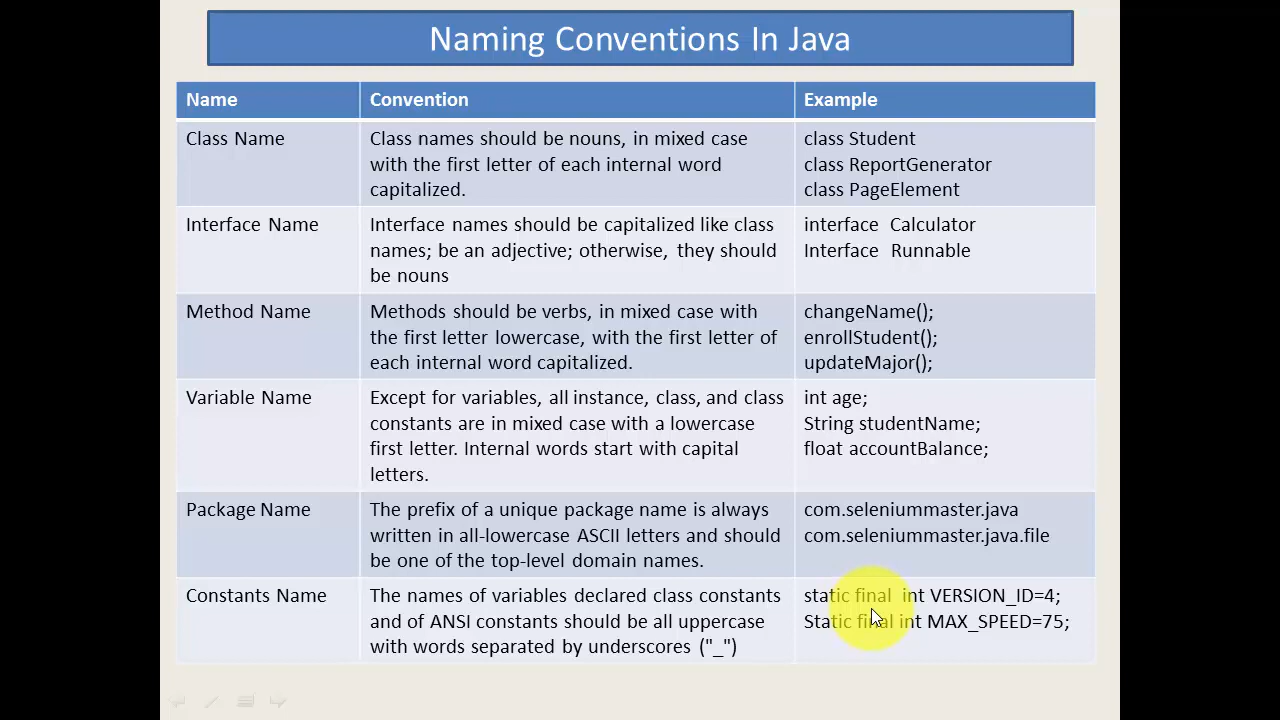 Naming Conventions In Java
Name
Convention
Example
Class Name
Class names should be nouns, in mixed case
with the first letter of each internal word
capitalized.
class Student
class ReportGenerator
class PageElement
Interface Name
Interface names should be capitalized like class
names; be an adjective; otherwise, they should
be nouns
interface Calculator
Interface Runnable
Method Name
Methods should be verbs, in mixed case with
the first letter lowercase, with the first letter of
each internal word capitalized.
changeName();
enrollStudent();
updateMajor();
Variable Name
Except for variables, all instance, class, and class
constants are in mixed case with a lowercase
first letter. Internal words start with capital
letters.
int age;
String studentName;
float accountBalance;
Package Name
The prefix of a unique package name is always
written in all-lowercase ASCII letters and should
be one of the top-level domain names.
com.seleniummaster.java
com.seleniummaster.java.file
Constants Name
The names of variables declared class constants
and of ANSI constants should be all uppercase
with words separated by underscores ("_")
static final int VERSION_ID=4;
Static final int MAX_SPEED=75;